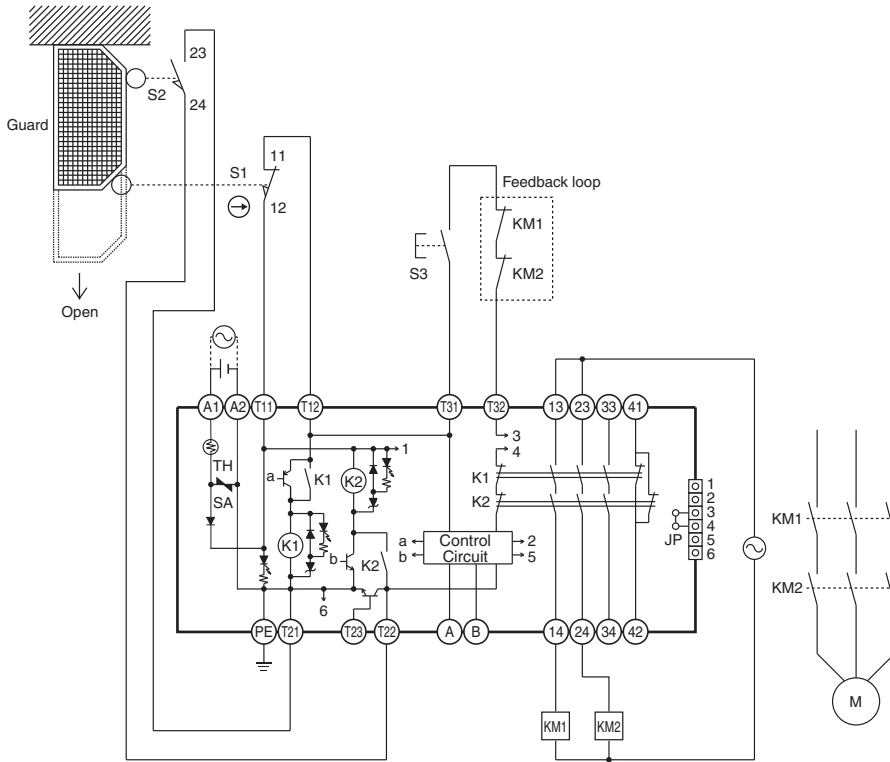 23
S2
24
Guard
11
S1
12
Feedback loop
KM1
S3
KM2
Open
A1
A2
T11
T12
T31
T32
13
23
33
41
1
3
4
TH
a
K1
K2
K1
SA
K2
1
2
3
4
5
6
JP
K1
b
K2
a
b
Control
Circuit
2
5
6
PE
T21
T23
T22
A
B
14
24
34
42
KM1
KM2
KM1
KM2
M